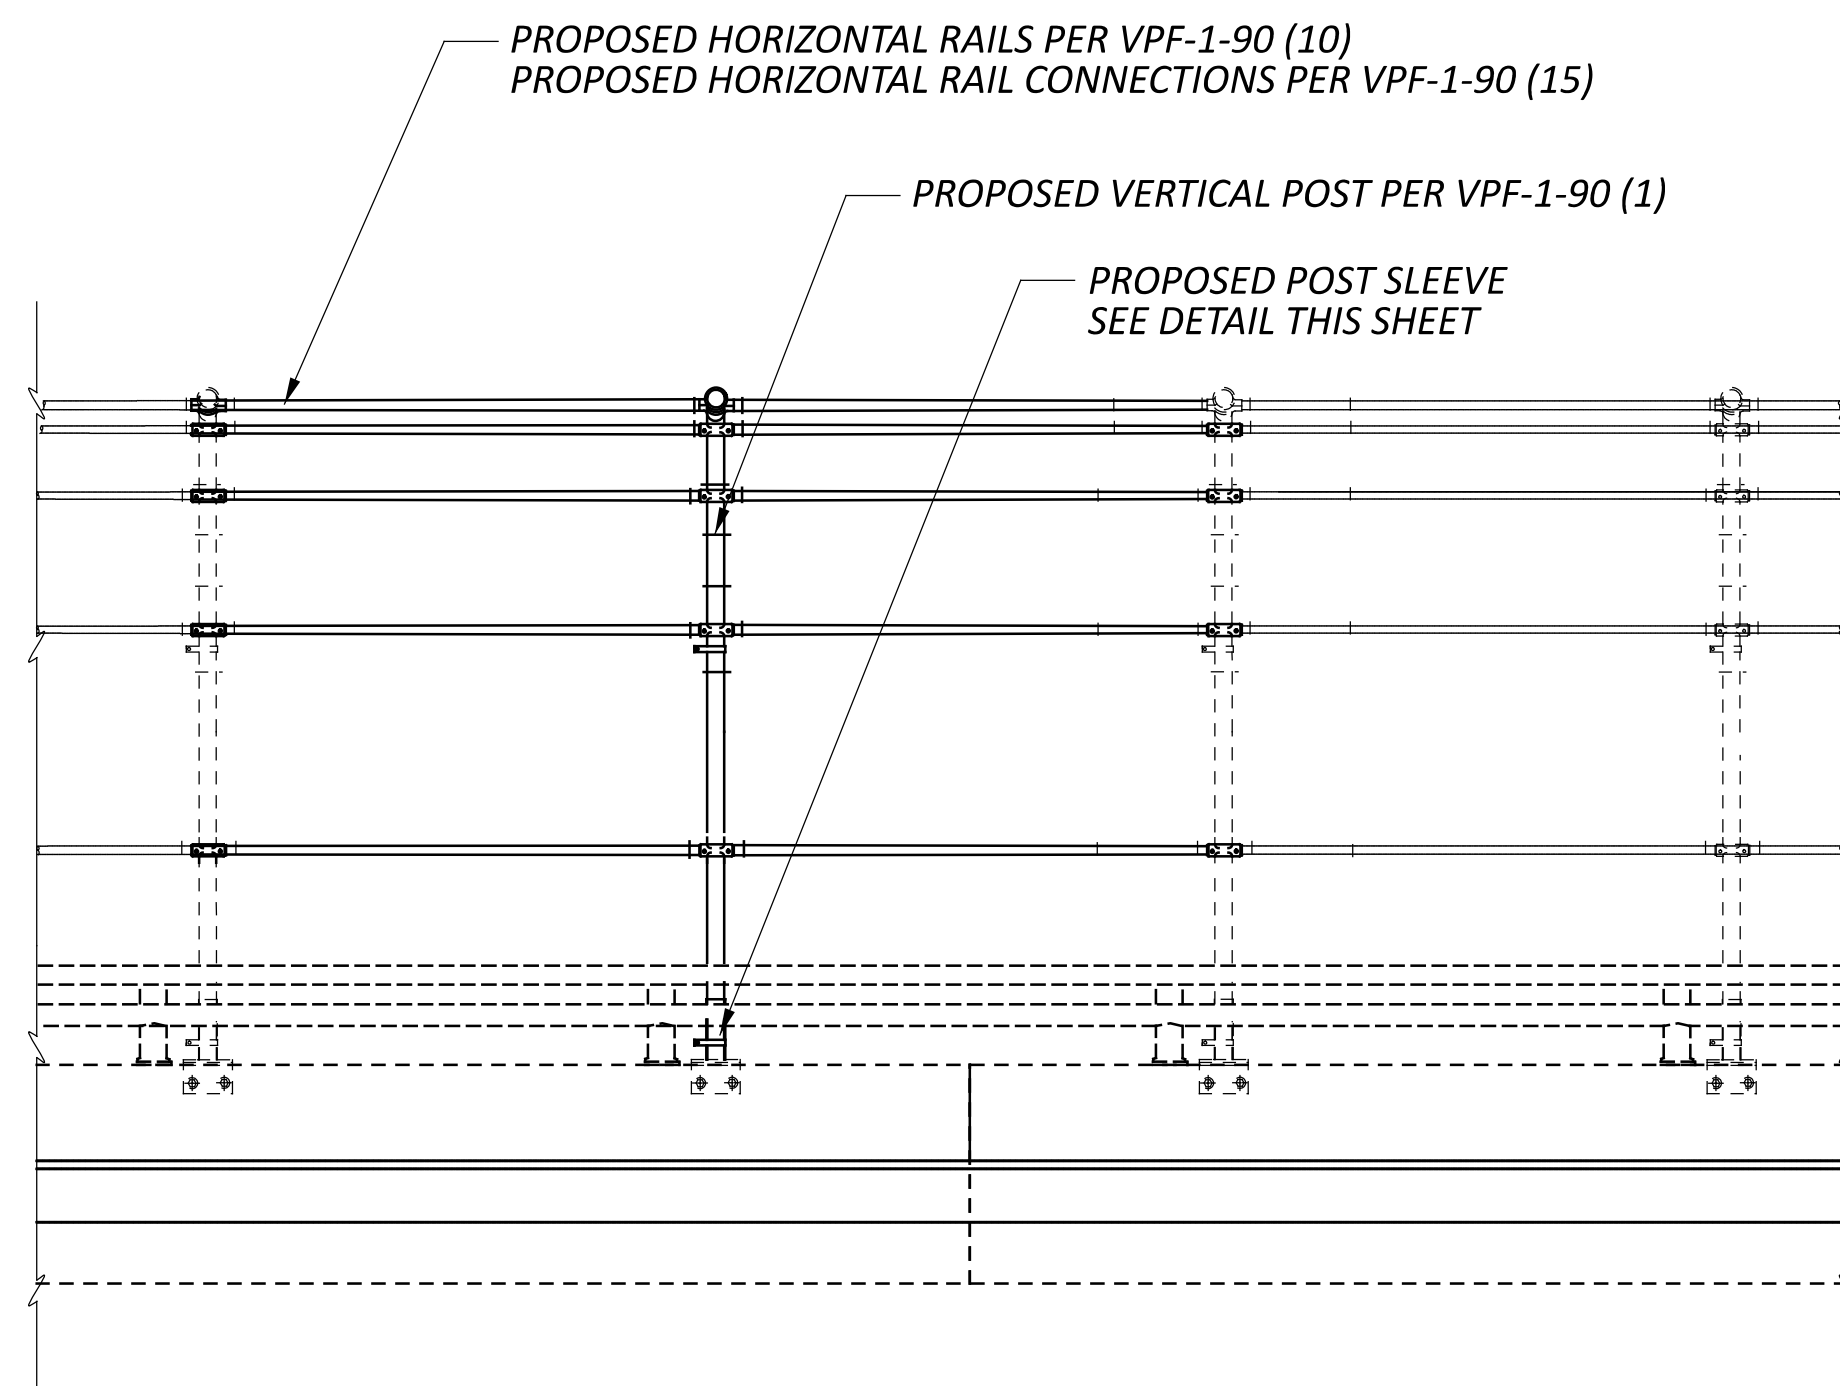 PROPOSED HORIZONTAL RAILS PER VPF-1-90 (10)
PROPOSED HORIZONTAL RAIL CONNECTIONS PER VPF-1-90 (15)
PROPOSED VERTICAL POST PER VPF-1-90 (1)
PROPOSED POST SLEEVE
SEE DETAIL THIS SHEET